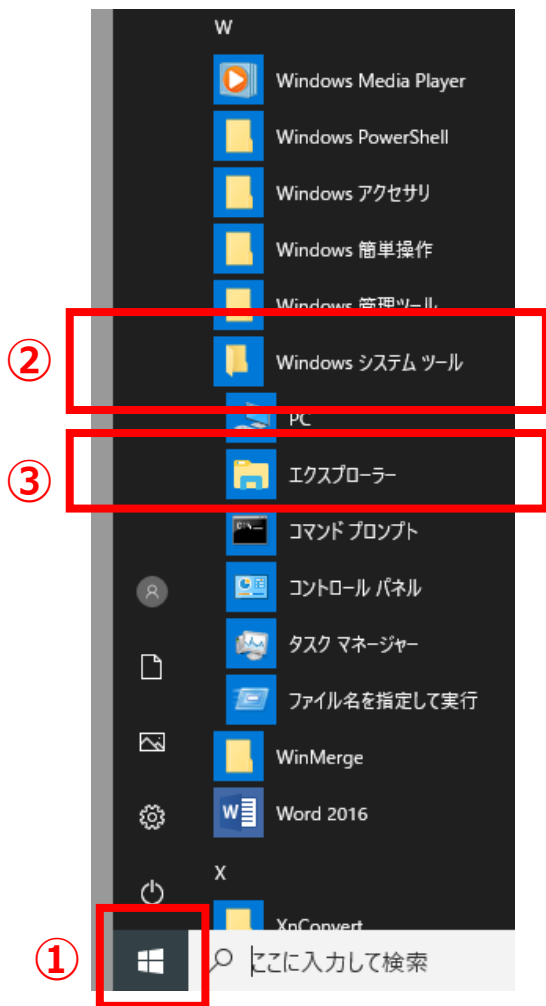 W
Windows Media Player
Windows PowerShell
Windows アクセサリ
Windows 簡単操作
Windows 管理ツール
② Windows システム ツール
PC
③ エクスプローラー
コマンド プロンプト
コントロール パネル
タスク マネージャー
ファイル名を指定して実行
WinMerge
Word 2016
X
XnConvert
① ここに入力して検索